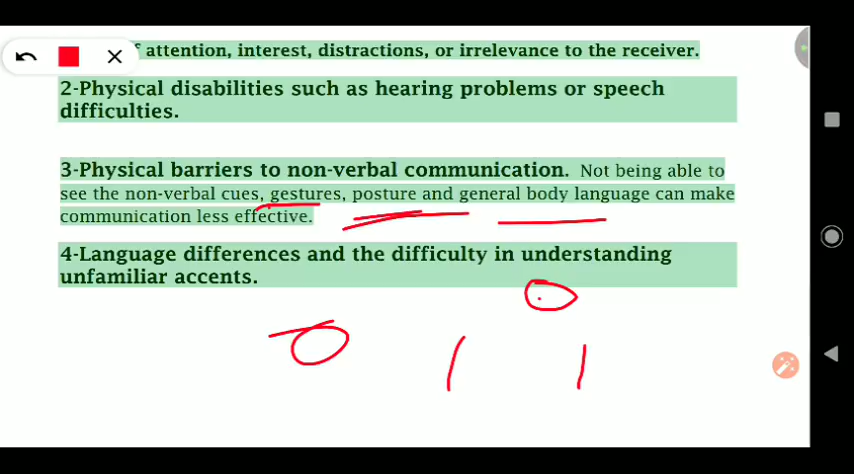 f attention, interest, distractions, or irrelevance to the receiver.
2-Physical disabilities such as hearing problems or speech
difficulties.
3-Physical barriers to non-verbal communication. Not being able to
see the non-verbal cues, gestures, posture and general body language can make
communication less effective.
4-Language differences and the difficulty in understanding
unfamiliar accents.